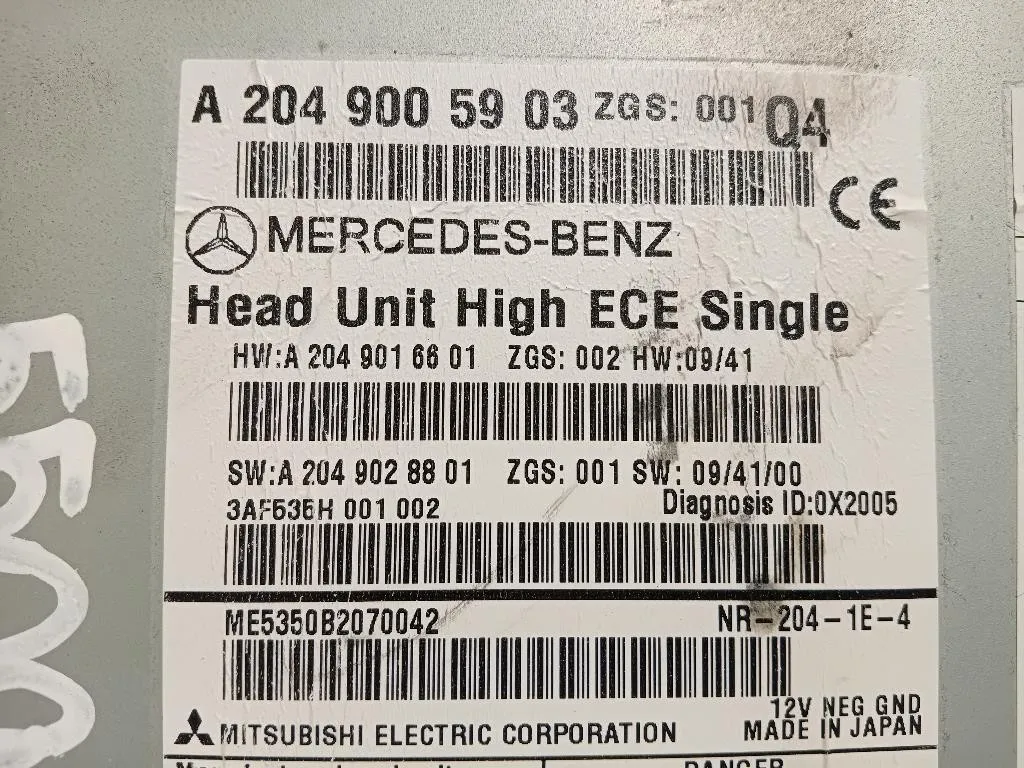 A 204 900 59 03 ZGS: 001 Q4
CE
MERCEDES-BENZ
Head Unit High ECE Single
HW:A 204 901 66 01 ZGS: 002 HW:09/41
SW:A 204 902 88 01 ZGS: 001 SW: 09/41/00
3AF536H 001 002 Diagnosis ID:0X2005
ME5350B2070042 NR-204-1E-4
12V NEG GND
MITSUBISHI ELECTRIC CORPORATION MADE IN JAPAN
DANGER